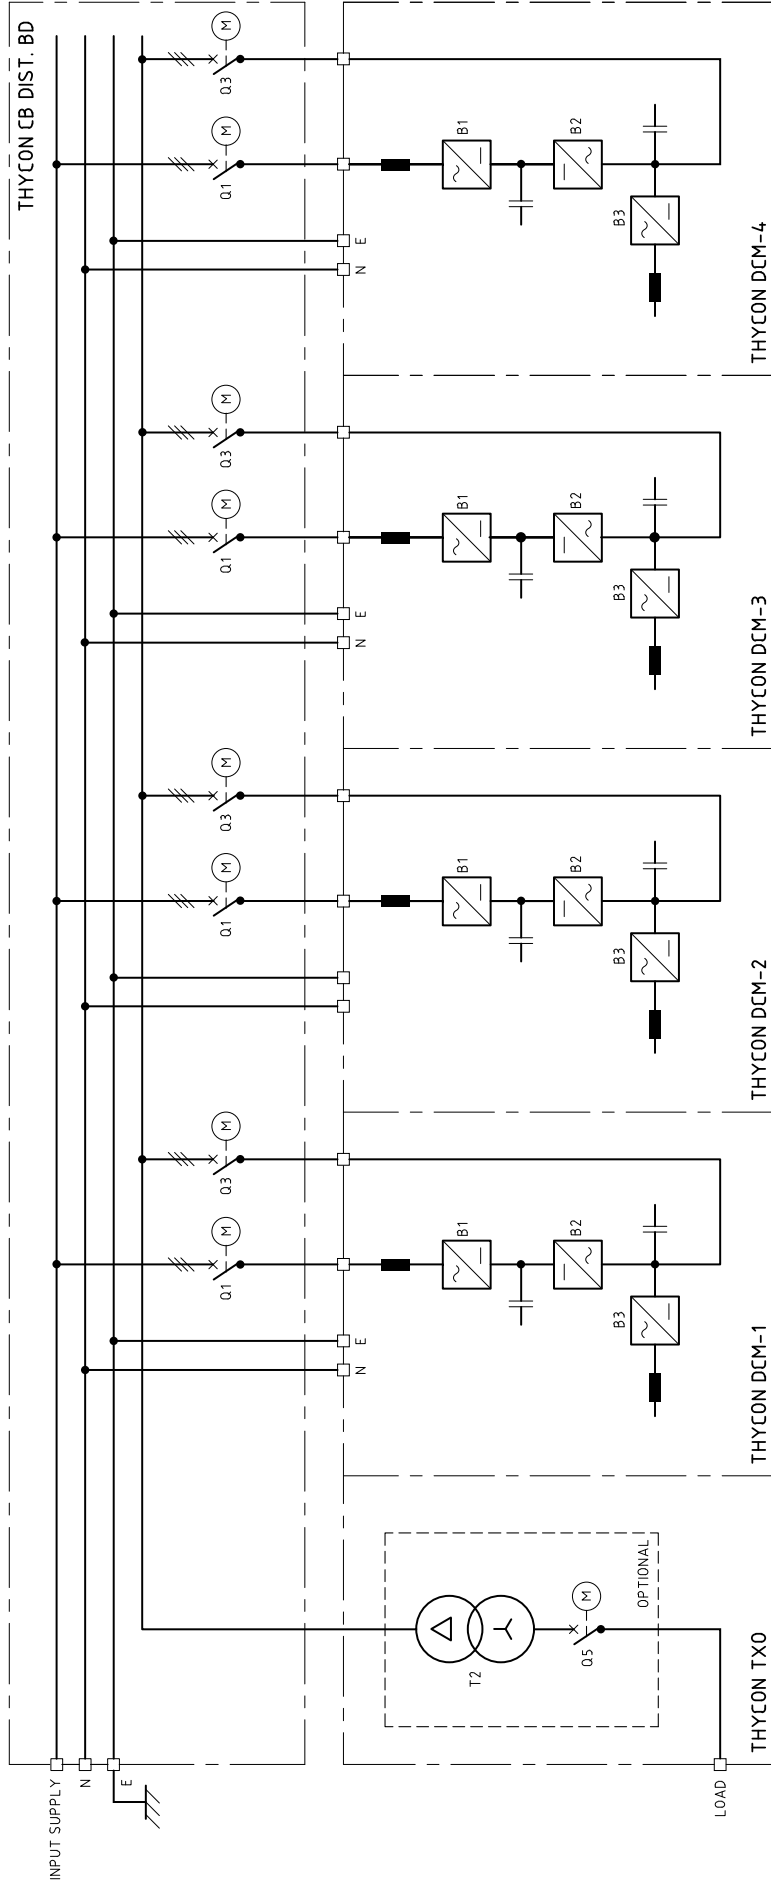 THYCON CB DIST. BD
INPUT SUPPLY
N
E
Q1
M
Q3
M
Q1
M
Q3
M
Q1
M
Q3
M
Q1
M
Q3
M
T2
Q5
M
OPTIONAL
LOAD
THYCON TXO
N
E
B1
B2
B3
THYCON DCM-1
B1
B2
B3
THYCON DCM-2
N
E
B1
B2
B3
THYCON DCM-3
N
E
B1
B2
B3
THYCON DCM-4